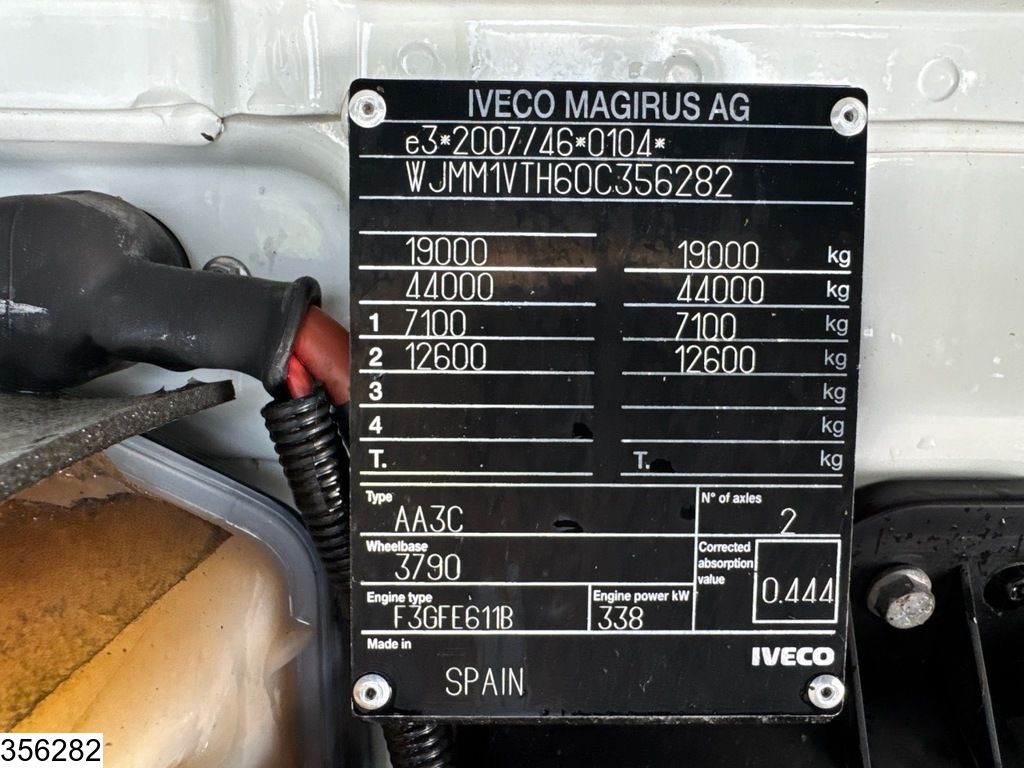 IVECO MAGIRUS AG
e3*2007/46*0104*
WJMM1VTH60C356282
19000 19000 kg
44000 44000 kg
1 7100 7100 kg
2 12600 12600 kg
3 kg
4 kg
T. T. kg
Type N° of axles
AA3C 2
Wheelbase Corrected absorption value
3790 0.444
Engine type Engine power kW
F3GFE611B 338
Made in IVECO
SPAIN
356282